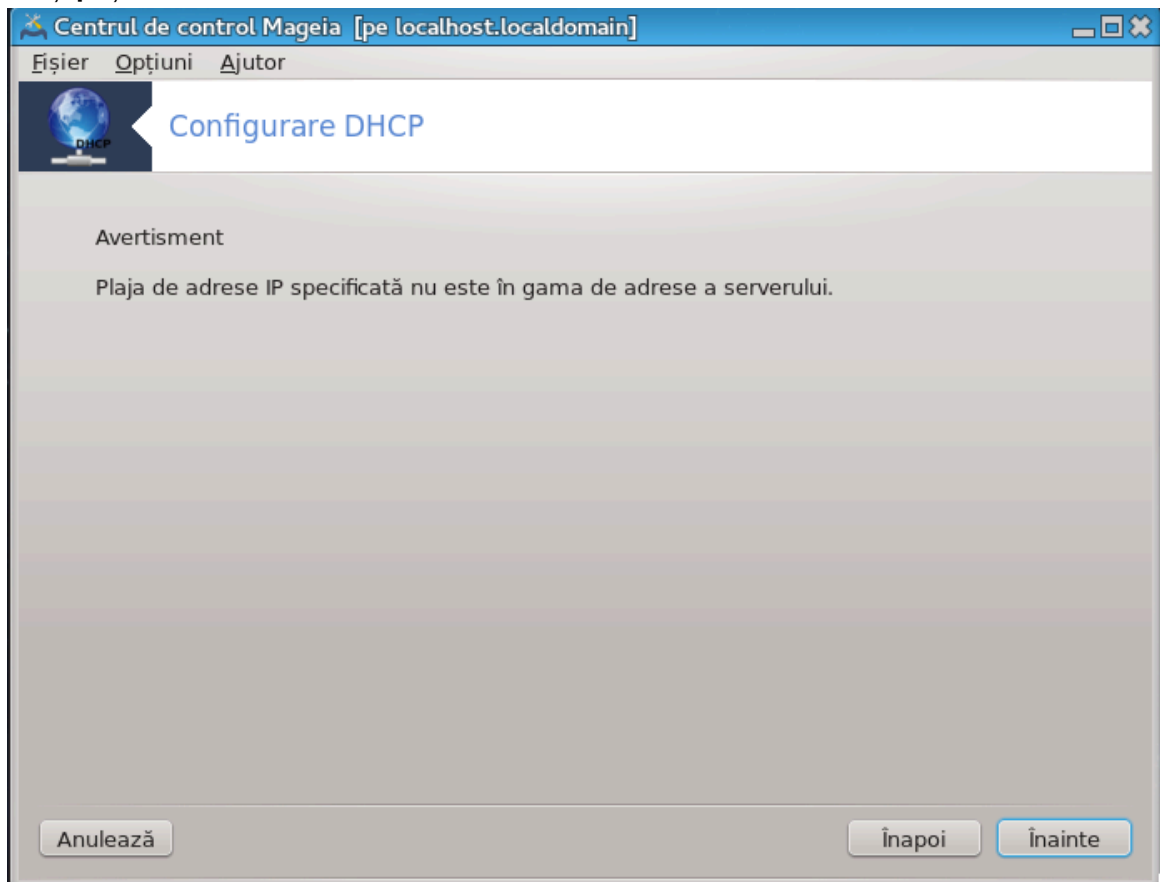 Centrul de control Mageia [pe localhost.localdomain]
Fișier Opțiuni Ajutor
DHCP
Configurare DHCP
Avertisment
Plaja de adrese IP specificată nu este în gama de adrese a serverului.
Anulează Înapoi Înainte